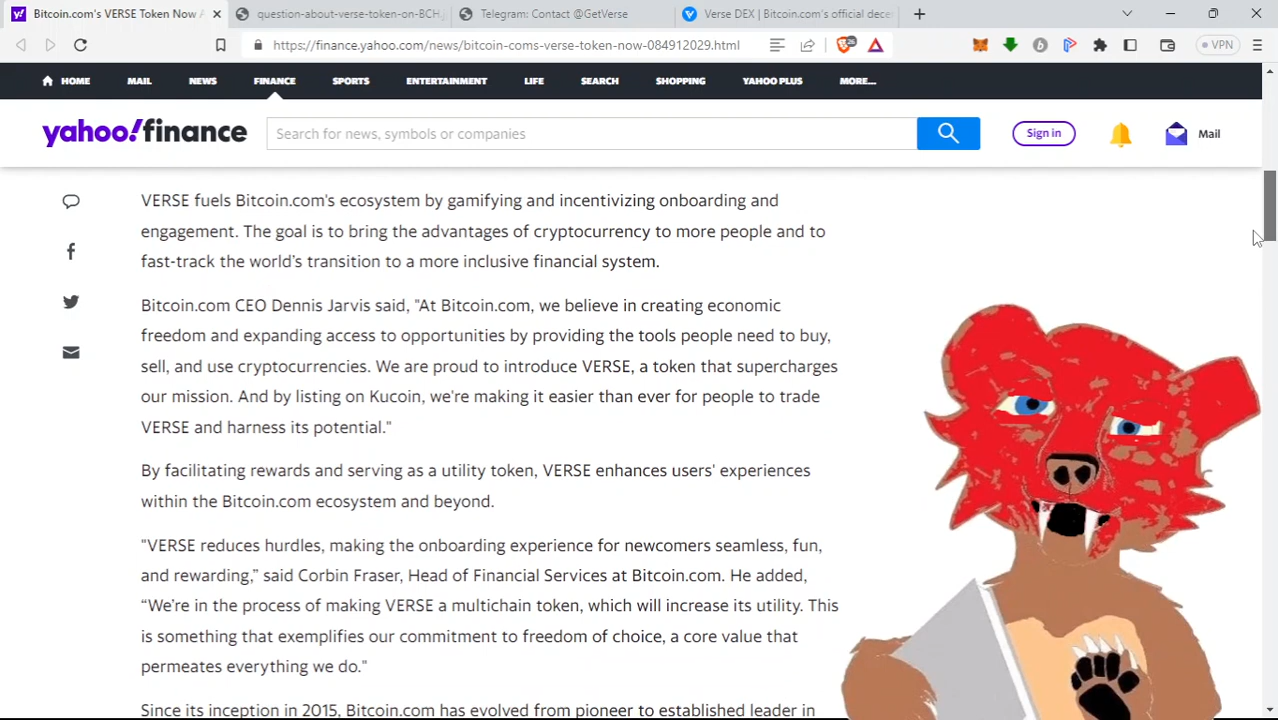 Bitcoin.com's VERSE Token Now A
question-about-verse-token-on-BCH.j
Telegram: Contact @GetVerse
Verse DEX | Bitcoin.com's official dece
https://finance.yahoo.com/news/bitcoin-coms-verse-token-now-084912029.html
26
VPN
HOME MAIL NEWS FINANCE SPORTS ENTERTAINMENT LIFE SEARCH SHOPPING YAHOO PLUS MORE...
yahoo!finance
Search for news, symbols or companies
Sign in
Mail
VERSE fuels Bitcoin.com's ecosystem by gamifying and incentivizing onboarding and
engagement. The goal is to bring the advantages of cryptocurrency to more people and to
fast-track the world's transition to a more inclusive financial system.
Bitcoin.com CEO Dennis Jarvis said, "At Bitcoin.com, we believe in creating economic
freedom and expanding access to opportunities by providing the tools people need to buy,
sell, and use cryptocurrencies. We are proud to introduce VERSE, a token that supercharges
our mission. And by listing on Kucoin, we're making it easier than ever for people to trade
VERSE and harness its potential."
By facilitating rewards and serving as a utility token, VERSE enhances users' experiences
within the Bitcoin.com ecosystem and beyond.
"VERSE reduces hurdles, making the onboarding experience for newcomers seamless, fun,
and rewarding," said Corbin Fraser, Head of Financial Services at Bitcoin.com. He added,
"We're in the process of making VERSE a multichain token, which will increase its utility. This
is something that exemplifies our commitment to freedom of choice, a core value that
permeates everything we do."
Since its inception in 2015, Bitcoin.com has evolved from pioneer to established leader in